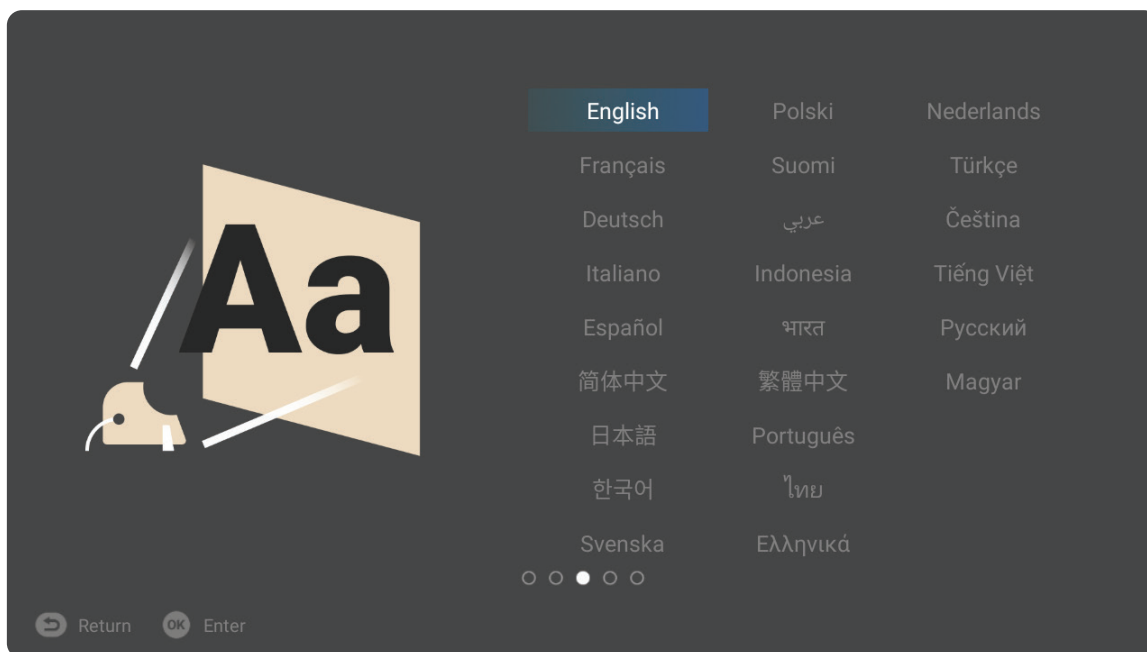 Aa
English Polski Nederlands
Français Suomi Türkçe
Deutsch عربي Čeština
Italiano Indonesia Tiếng Việt
Español भारत Русский
简体中文 繁體中文 Magyar
日本語 Português
한국어 ไทย
Svenska Ελληνικά
Return OK Enter